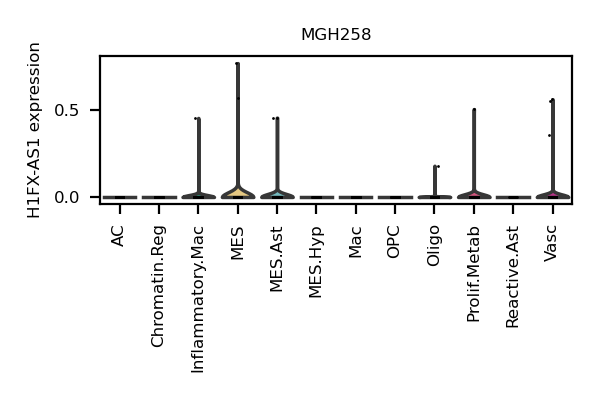 MGH258
H1FX-AS1 expression
0.5
0.0
AC
Chromatin.Reg
Inflammatory.Mac
MES
MES.Ast
MES.Hyp
Mac
OPC
Oligo
Prolif.Metab
Reactive.Ast
Vasc